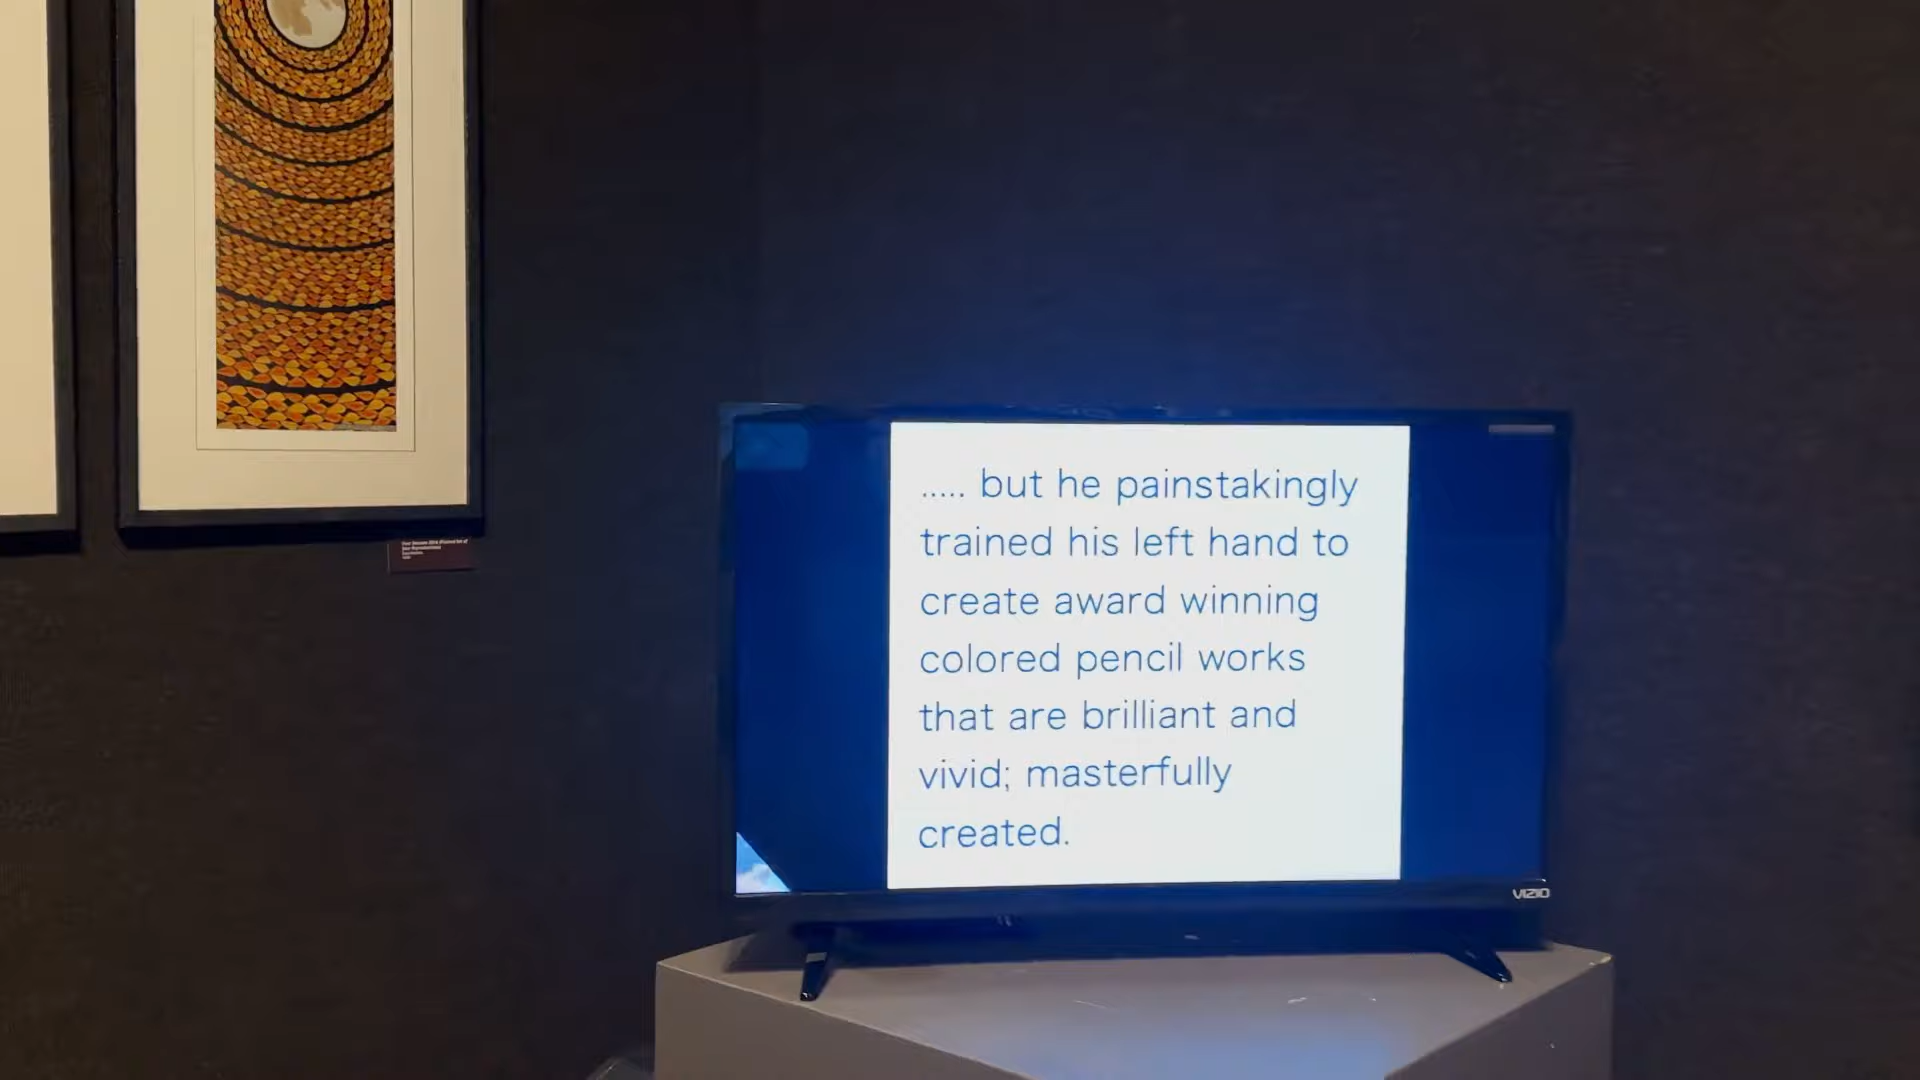 ..... but he painstakingly
trained his left hand to
create award winning
colored pencil works
that are brilliant and
vivid; masterfully
created.
VIZIO